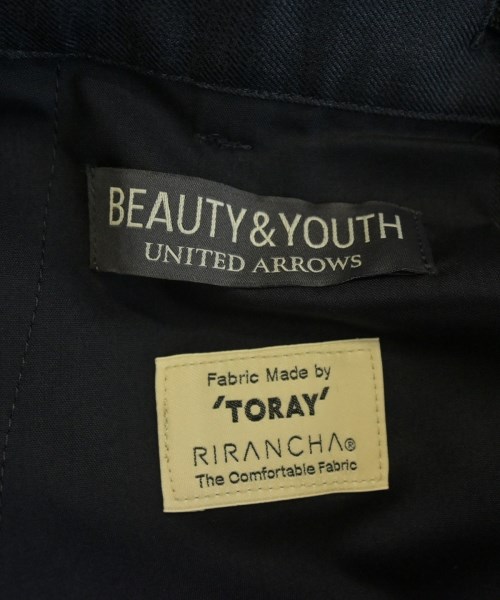 BEAUTY&YOUTH
UNITED ARROWS
Fabric Made by
'TORAY'
RIRANCHA®
The Comfortable Fabric